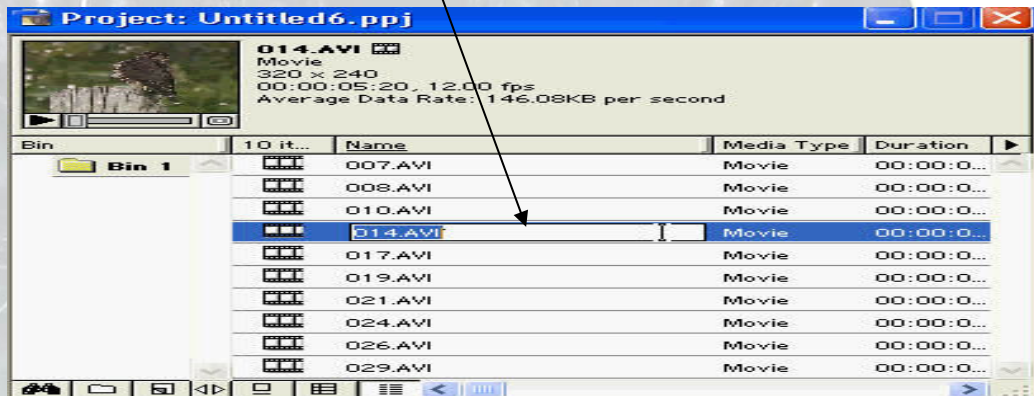 Project: Untitled6.ppj
014.AVI
Movie
320 × 240
00:00:05:20, 12.00 fps
Average Data Rate: 146.08KB per second
Bin 10 it... Name Media Type Duration
Bin 1 007.AVI Movie 00:00:0...
008.AVI Movie 00:00:0...
010.AVI Movie 00:00:0...
014.AVI Movie 00:00:0...
017.AVI Movie 00:00:0...
019.AVI Movie 00:00:0...
021.AVI Movie 00:00:0...
024.AVI Movie 00:00:0...
026.AVI Movie 00:00:0...
029.AVI Movie 00:00:0...